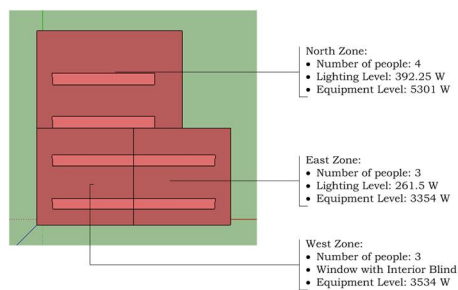 North Zone:
• Number of people: 4
• Lighting Level: 392.25 W
• Equipment Level: 5301 W
East Zone:
• Number of people: 3
• Lighting Level: 261.5 W
• Equipment Level: 3354 W
West Zone:
• Number of people: 3
• Window with Interior Blind
• Equipment Level: 3534 W